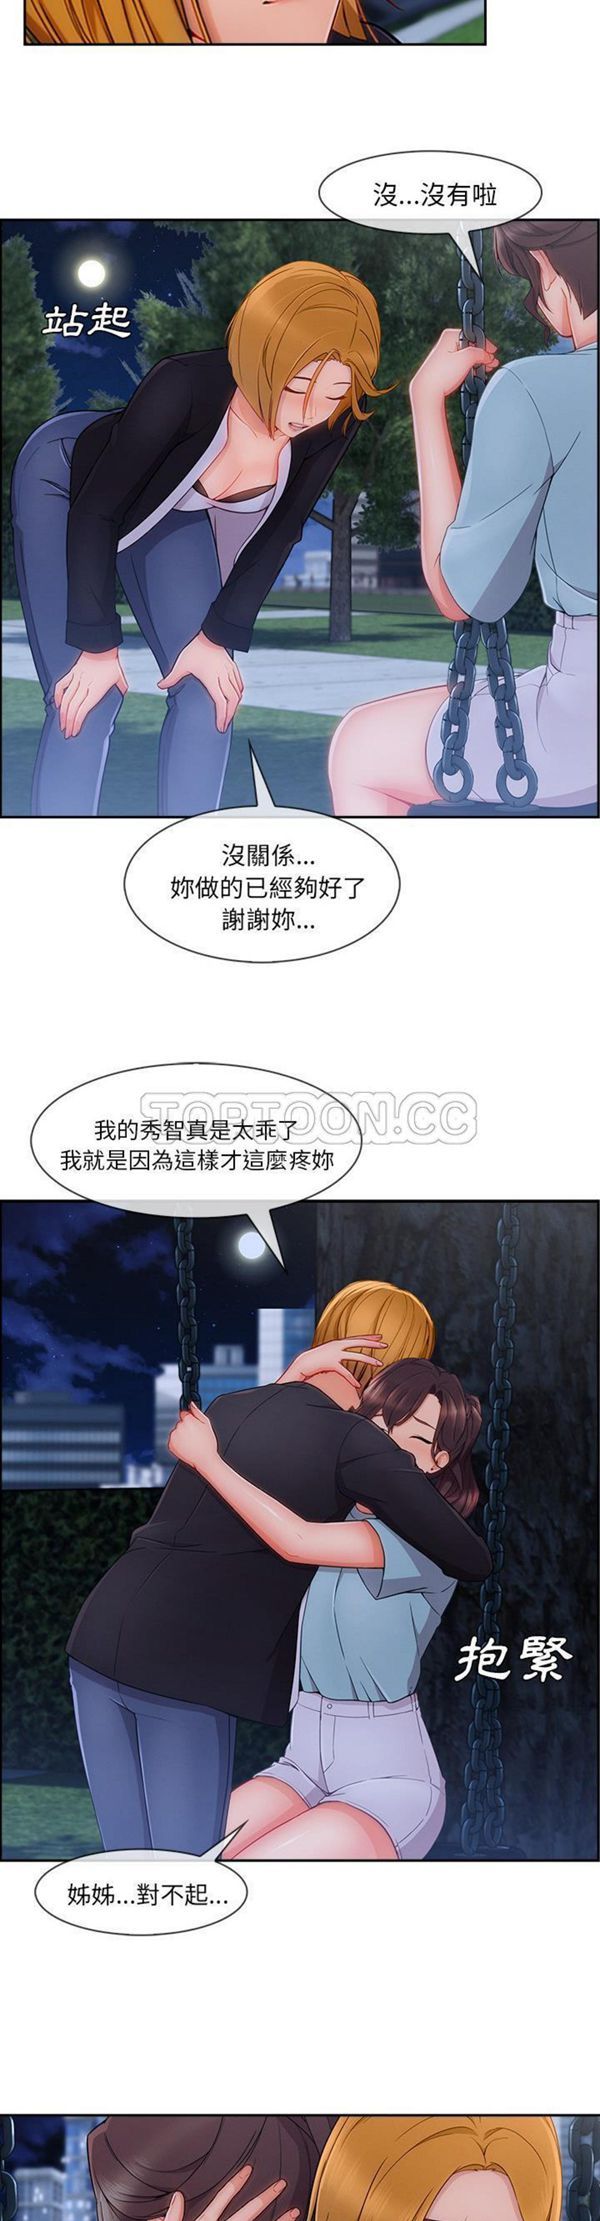 沒...沒有啦
站起
沒關係...
妳做的已經夠好了
謝謝妳...
TOPTOON.CC
我的秀智真是太乖了
我就是因為這樣才這麼疼妳
抱緊
姊姊...對不起...